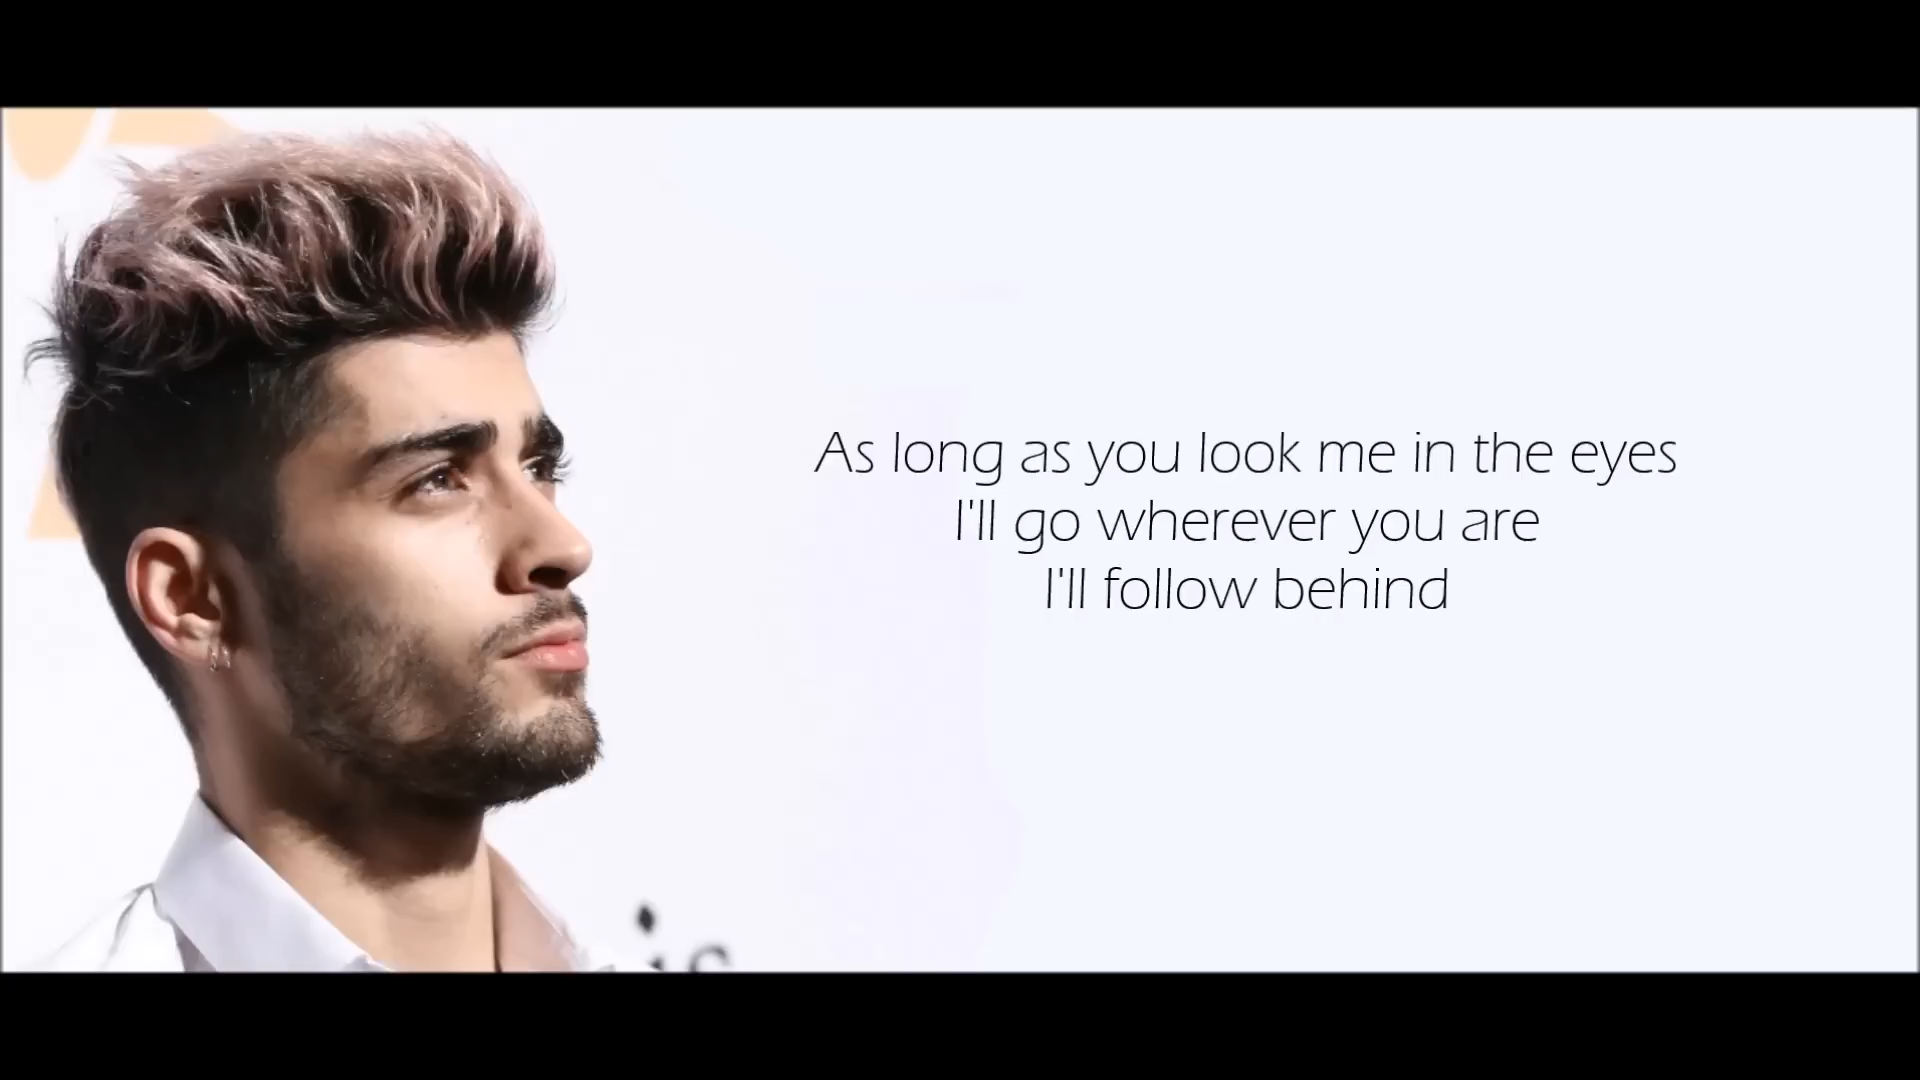 As long as you look me in the eyes
I'll go wherever you are
I'll follow behind